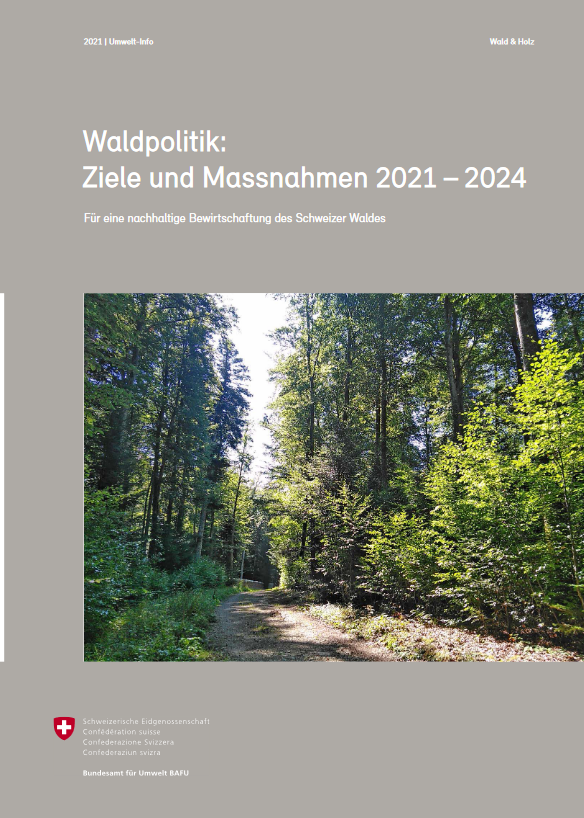 2021 | Umwelt-Info
Wald & Holz
Waldpolitik:
Ziele und Massnahmen 2021 – 2024
Für eine nachhaltige Bewirtschaftung des Schweizer Waldes
Schweizerische Eidgenossenschaft
Confédération suisse
Confederazione Svizzera
Confederaziun svizra
Bundesamt für Umwelt BAFU